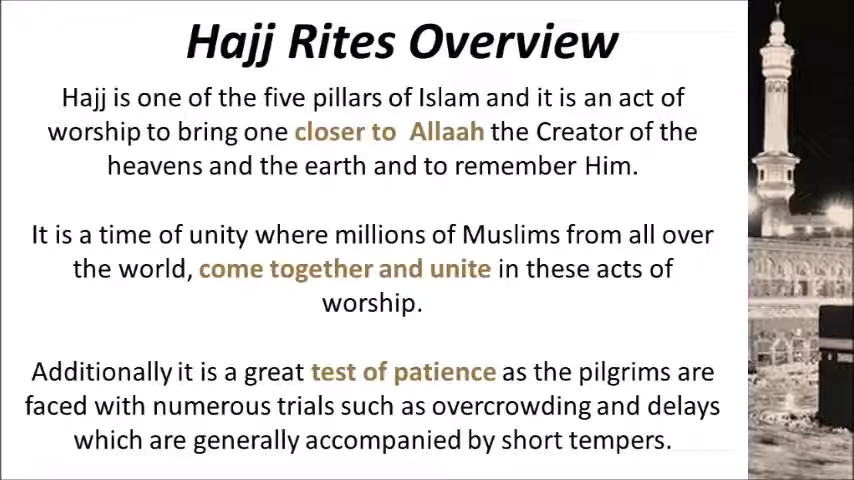 Hajj Rites Overview
Hajj is one of the five pillars of Islam and it is an act of
worship to bring one closer to Allaah the Creator of the
heavens and the earth and to remember Him.
It is a time of unity where millions of Muslims from all over
the world, come together and unite in these acts of
worship.
Additionally it is a great test of patience as the pilgrims are
faced with numerous trials such as overcrowding and delays
which are generally accompanied by short tempers.